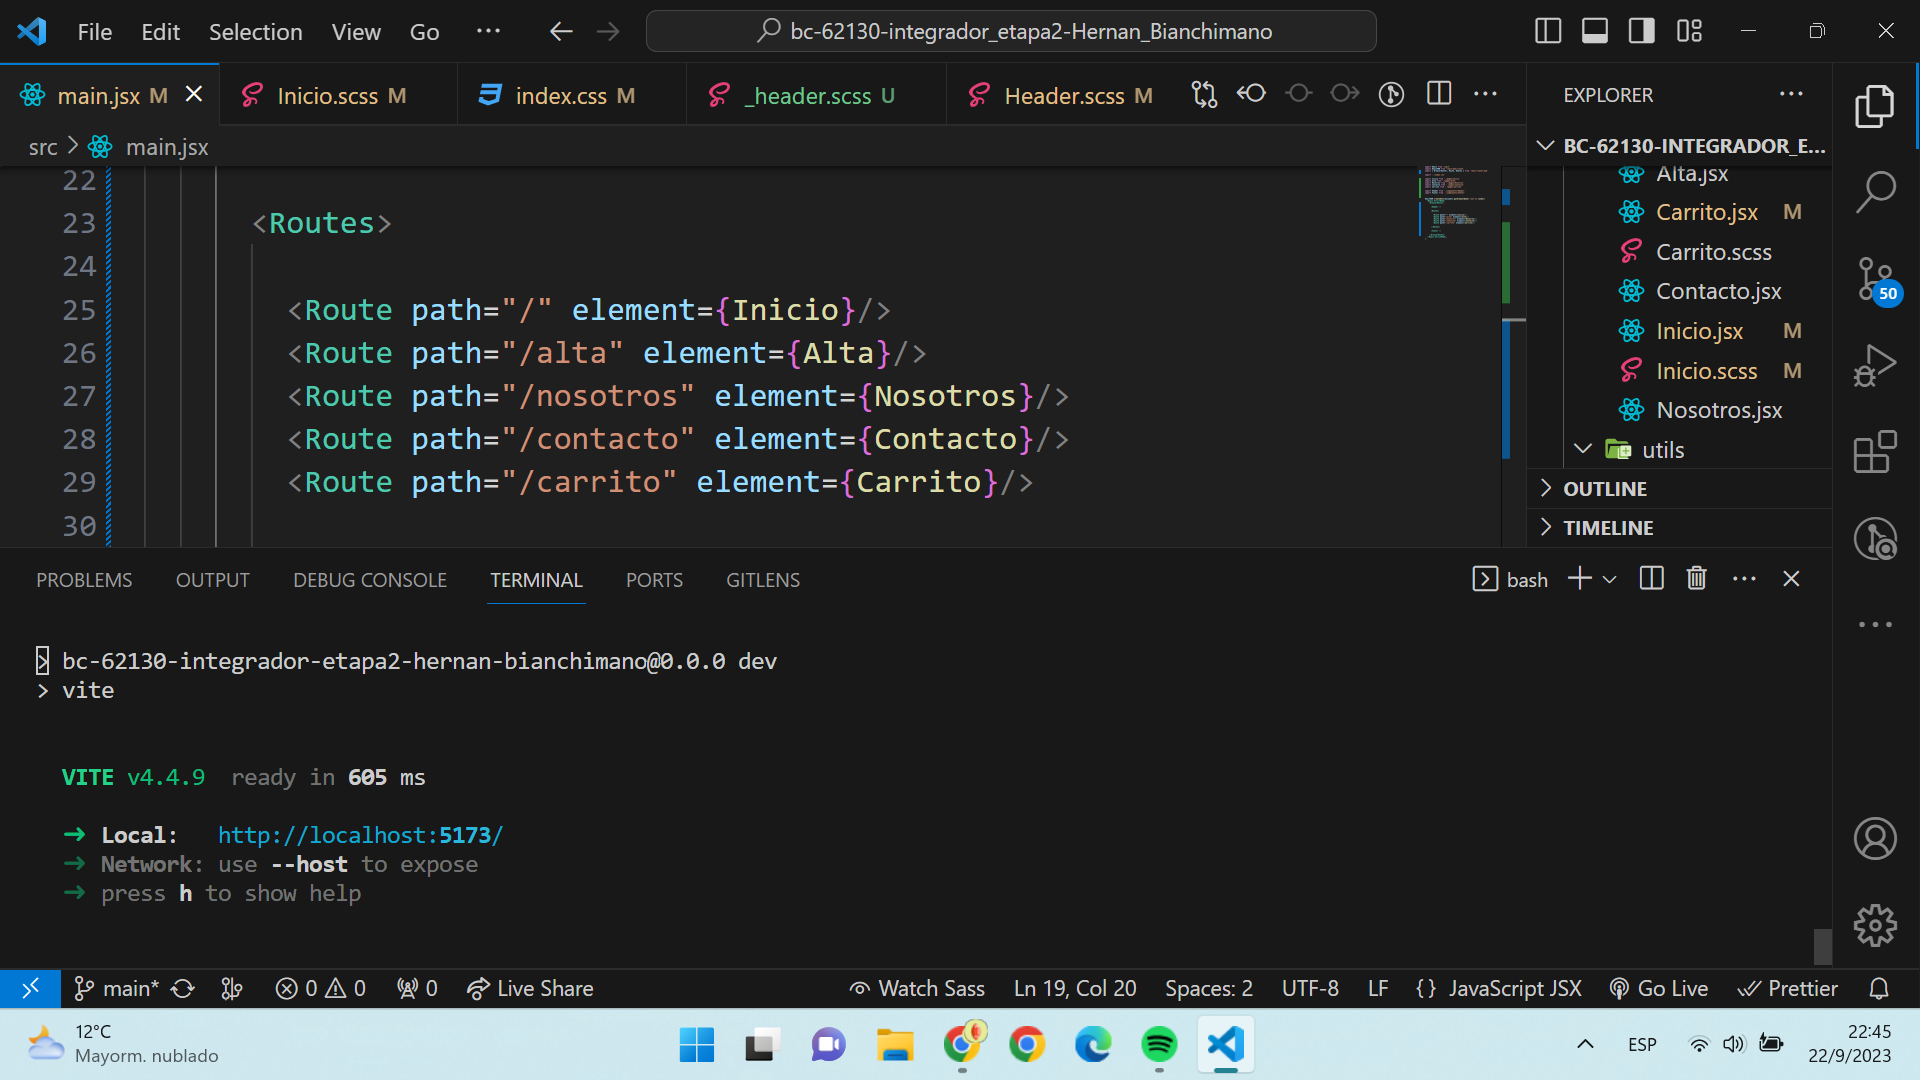 File Edit Selection View Go ··· bc-62130-integrador_etapa2-Hernan_Bianchimano
main.jsx M Inicio.scss M index.css M _header.scss U Header.scss M
src > main.jsx
22
23 <Routes>
24
25 <Route path="/" element={Inicio}/>
26 <Route path="/alta" element={Alta}/>
27 <Route path="/nosotros" element={Nosotros}/>
28 <Route path="/contacto" element={Contacto}/>
29 <Route path="/carrito" element={Carrito}/>
30
EXPLORER
BC-62130-INTEGRADOR_E...
Alta.jsx
Carrito.jsx M
Carrito.scss
Contacto.jsx
Inicio.jsx M
Inicio.scss M
Nosotros.jsx
utils
OUTLINE
TIMELINE
50
PROBLEMS OUTPUT DEBUG CONSOLE TERMINAL PORTS GITLENS bash
> bc-62130-integrador-etapa2-hernan-bianchimano@0.0.0 dev
> vite
VITE v4.4.9 ready in 605 ms
➜ Local: http://localhost:5173/
➜ Network: use --host to expose
➜ press h to show help
main* 0 0 0 Live Share Watch Sass Ln 19, Col 20 Spaces: 2 UTF-8 LF {} JavaScript JSX Go Live Prettier
12°C
Mayorm. nublado
ESP
22:45
22/9/2023